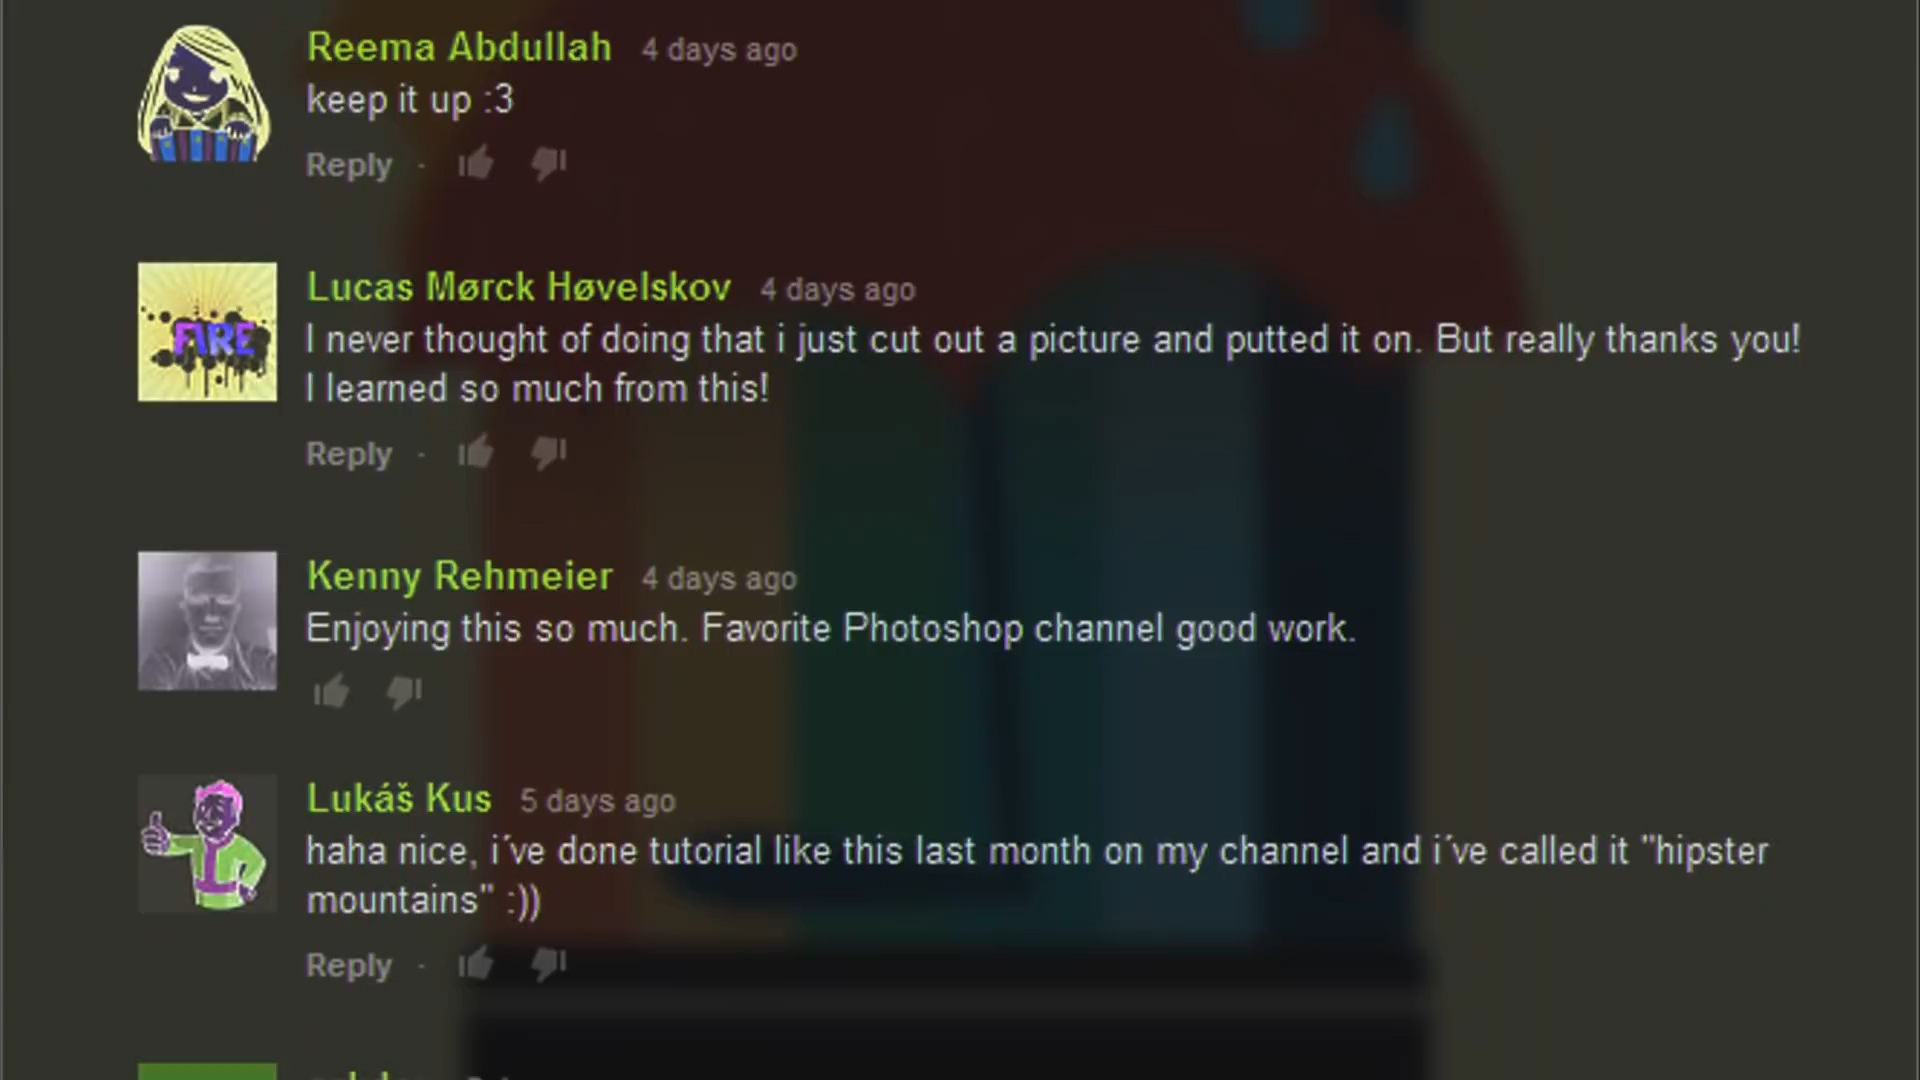 Reema Abdullah 4 days ago
keep it up :3
Reply ·
FIRE
Lucas Mørck Høvelskov 4 days ago
I never thought of doing that i just cut out a picture and putted it on. But really thanks you!
I learned so much from this!
Reply ·
Kenny Rehmeier 4 days ago
Enjoying this so much. Favorite Photoshop channel good work.
Lukáš Kus 5 days ago
haha nice, i´ve done tutorial like this last month on my channel and i´ve called it "hipster
mountains" :))
Reply ·